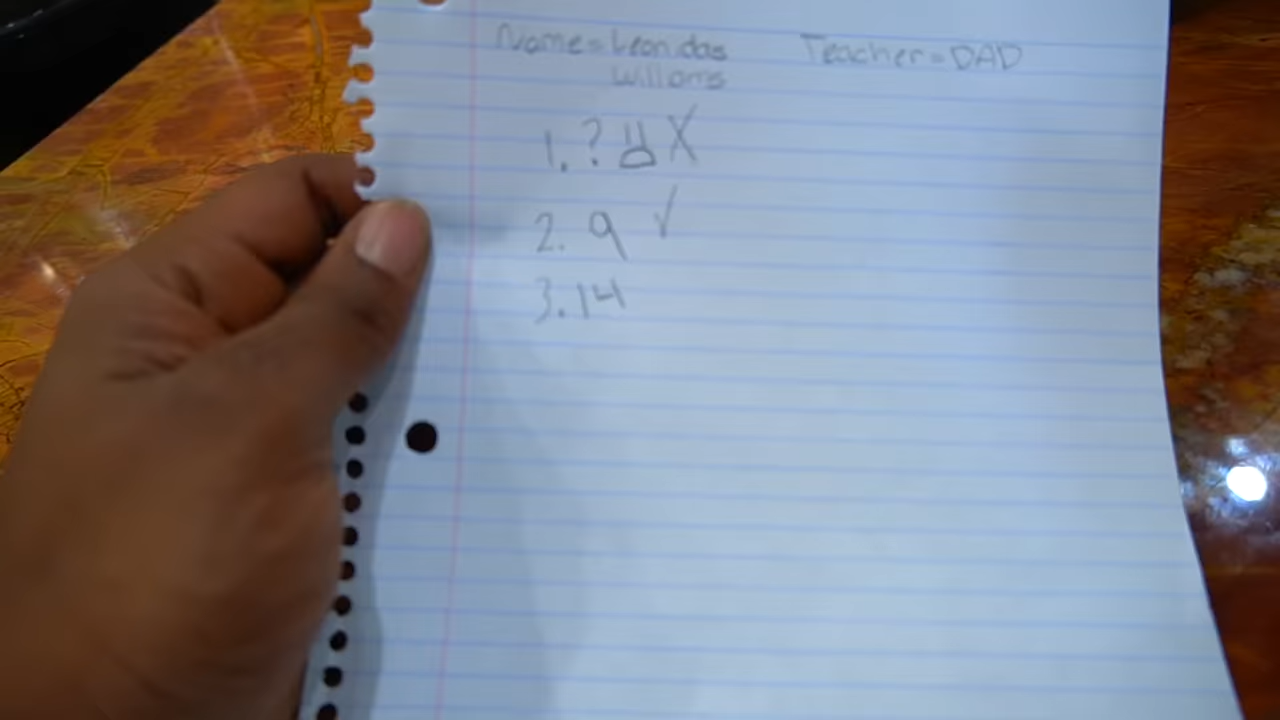 Name=Leonidas Teacher=DAD
Willams
1. ? X
2. 9 ✓
3. 14